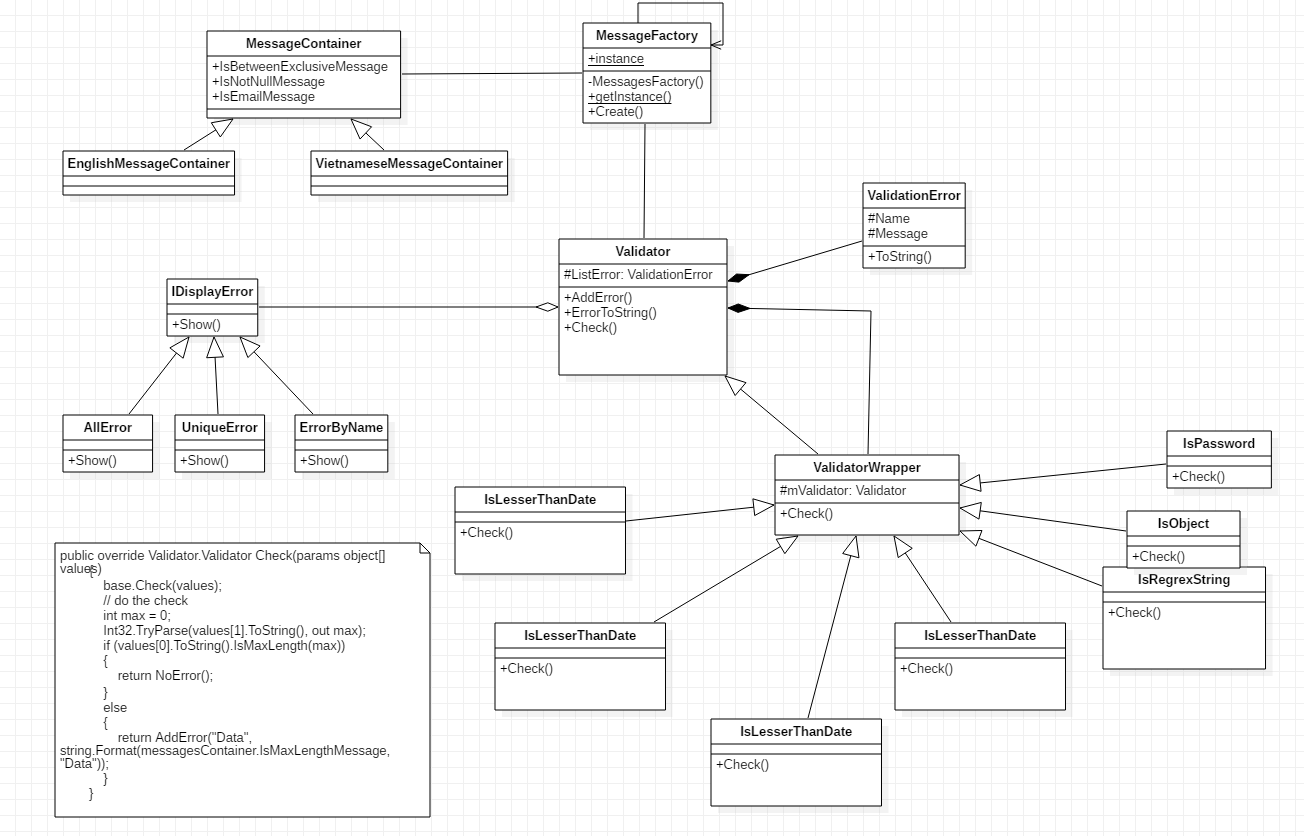 MessageContainer
+IsBetweenExclusiveMessage
+IsNotNullMessage
+IsEmailMessage
MessageFactory
+instance
-MessagesFactory()
+getInstance()
+Create()
EnglishMessageContainer
VietnameseMessageContainer
ValidationError
#Name
#Message
+ToString()
Validator
#ListError: ValidationError
+AddError()
+ErrorToString()
+Check()
IDisplayError
+Show()
AllError
+Show()
UniqueError
+Show()
ErrorByName
+Show()
ValidatorWrapper
#mValidator: Validator
+Check()
IsPassword
+Check()
IsLesserThanDate
+Check()
IsObject
+Check()
IsRegrexString
+Check()
IsLesserThanDate
+Check()
IsLesserThanDate
+Check()
IsLesserThanDate
+Check()
public override Validator.Validator Check(params object[]
values)
{
base.Check(values);
// do the check
int max = 0;
Int32.TryParse(values[1].ToString(), out max);
if (values[0].ToString().IsMaxLength(max))
{
return NoError();
}
else
{
return AddError("Data",
string.Format(messagesContainer.IsMaxLengthMessage,
"Data"));
}
}